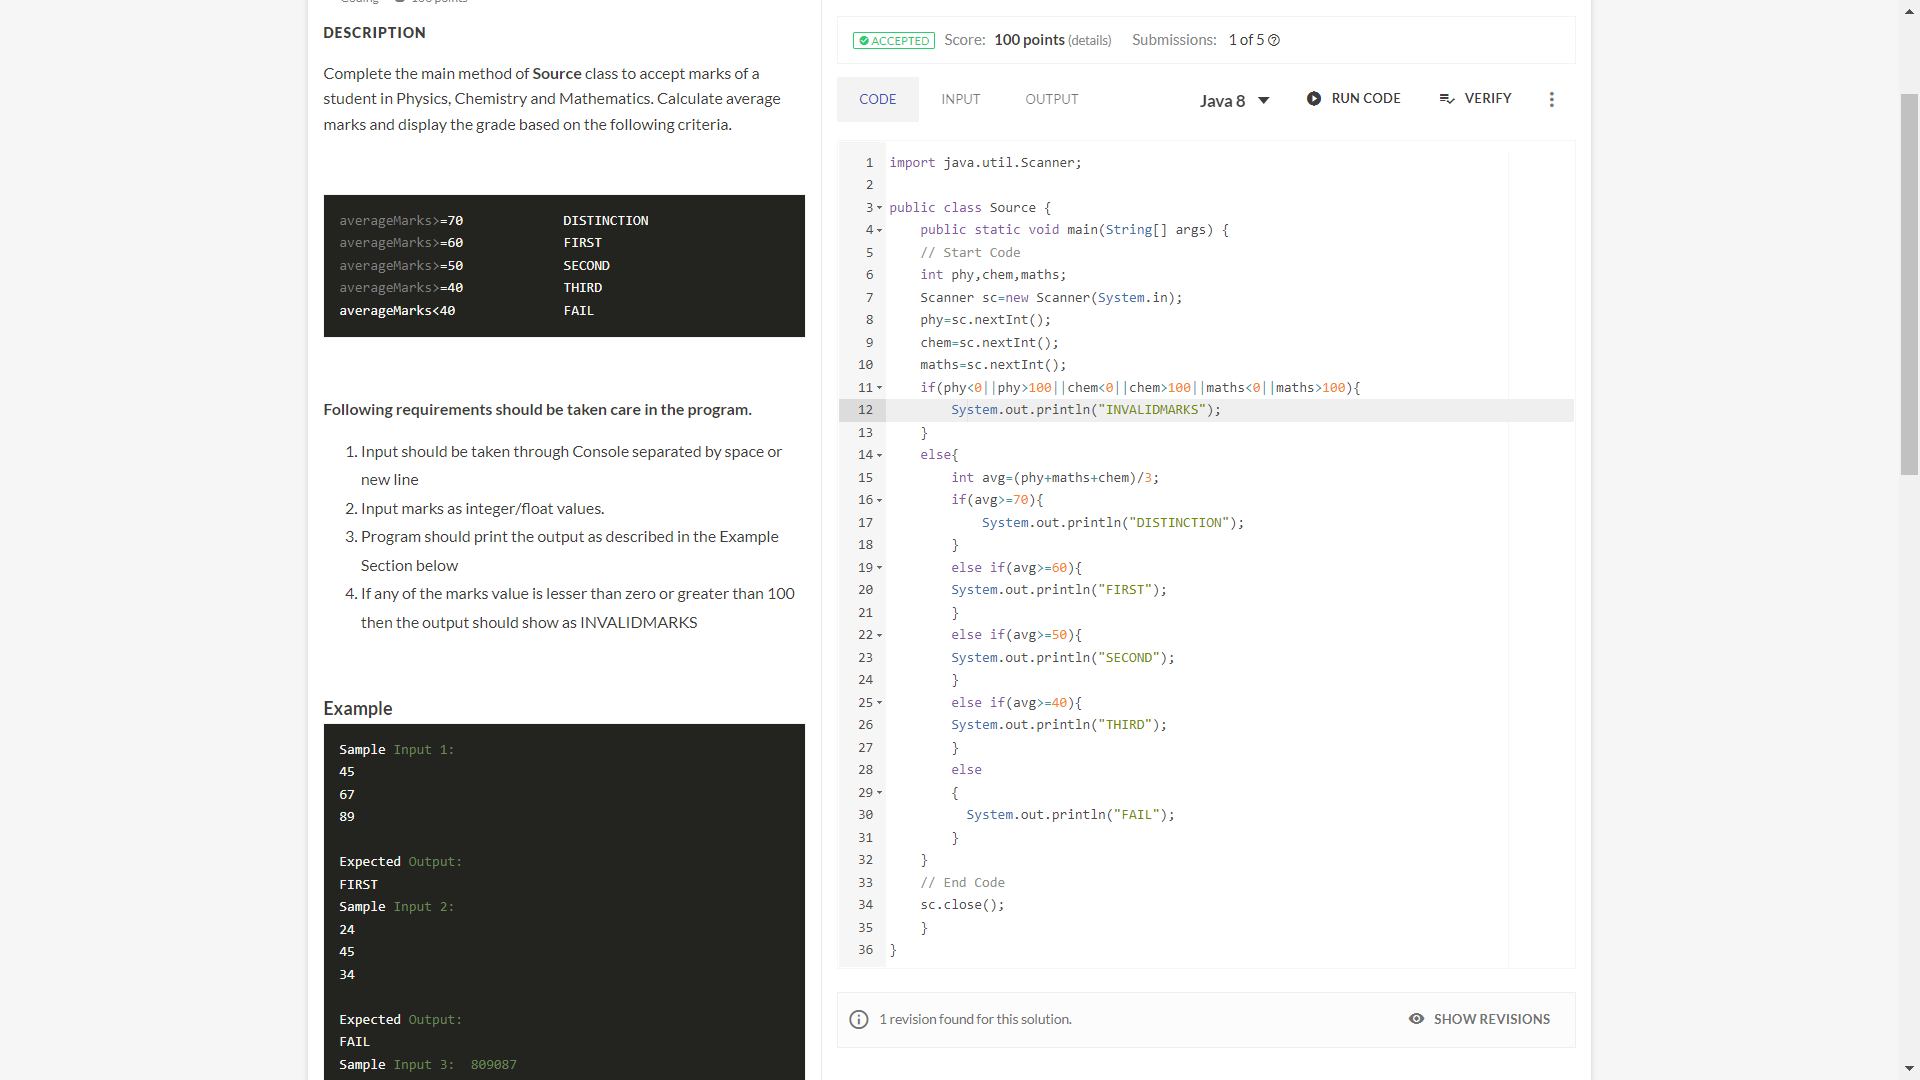 Coding 100 points
DESCRIPTION
Complete the main method of Source class to accept marks of a
student in Physics, Chemistry and Mathematics. Calculate average
marks and display the grade based on the following criteria.
averageMarks>=70 DISTINCTION
averageMarks>=60 FIRST
averageMarks>=50 SECOND
averageMarks>=40 THIRD
averageMarks<40 FAIL
Following requirements should be taken care in the program.
1. Input should be taken through Console separated by space or
new line
2. Input marks as integer/float values.
3. Program should print the output as described in the Example
Section below
4. If any of the marks value is lesser than zero or greater than 100
then the output should show as INVALIDMARKS
Example
Sample Input 1:
45
67
89
Expected Output:
FIRST
Sample Input 2:
24
45
34
Expected Output:
FAIL
Sample Input 3: 809087
ACCEPTED Score: 100 points (details) Submissions: 1 of 5
CODE INPUT OUTPUT Java 8 RUN CODE VERIFY
1 import java.util.Scanner;
2
3 public class Source {
4 public static void main(String[] args) {
5 // Start Code
6 int phy,chem,maths;
7 Scanner sc=new Scanner(System.in);
8 phy=sc.nextInt();
9 chem=sc.nextInt();
10 maths=sc.nextInt();
11 if(phy<0||phy>100||chem<0||chem>100||maths<0||maths>100){
12 System.out.println("INVALIDMARKS");
13 }
14 else{
15 int avg=(phy+maths+chem)/3;
16 if(avg>=70){
17 System.out.println("DISTINCTION");
18 }
19 else if(avg>=60){
20 System.out.println("FIRST");
21 }
22 else if(avg>=50){
23 System.out.println("SECOND");
24 }
25 else if(avg>=40){
26 System.out.println("THIRD");
27 }
28 else
29 {
30 System.out.println("FAIL");
31 }
32 }
33 // End Code
34 sc.close();
35 }
36 }
1 revision found for this solution. SHOW REVISIONS